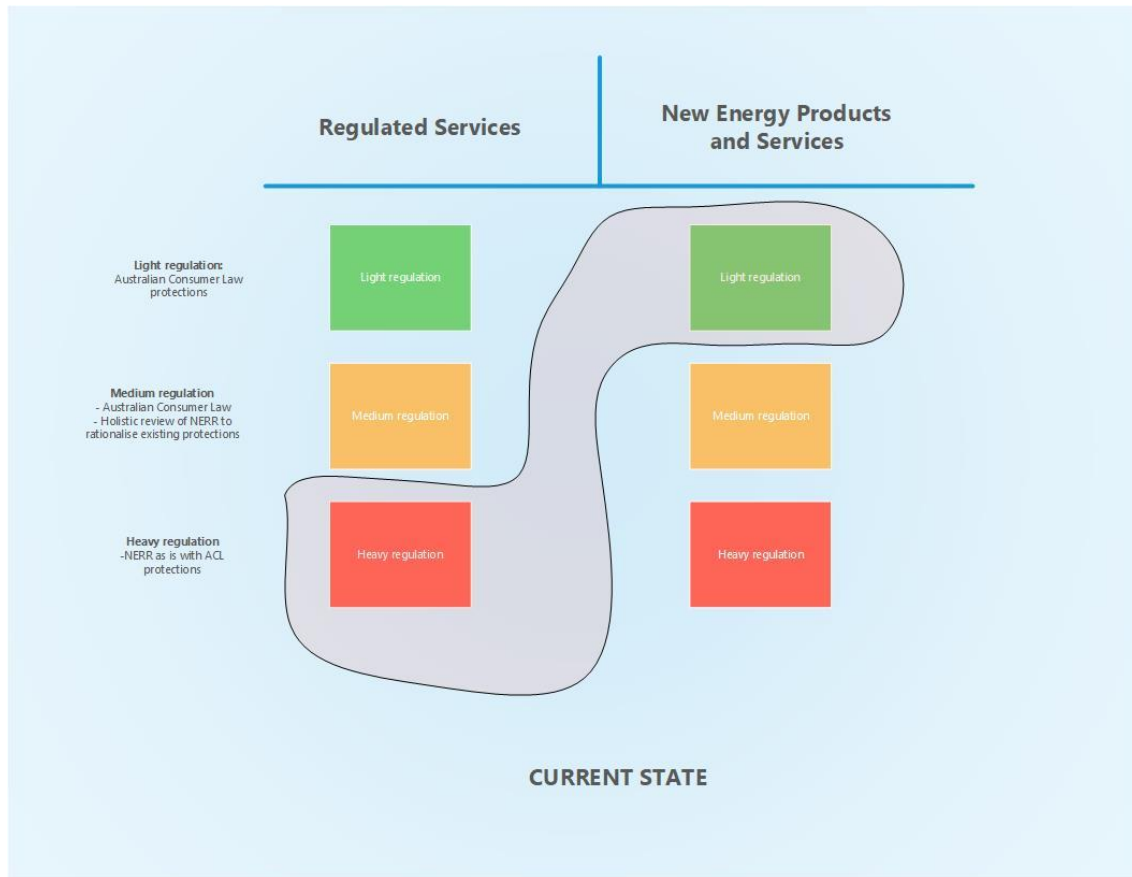 Regulated Services
New Energy Products
and Services
Light regulation:
Australian Consumer Law
protections
Light regulation
Light regulation
Medium regulation
- Australian Consumer Law
- Holistic review of NERR to
rationalise existing protections
Medium regulation
Medium regulation
Heavy regulation
-NERR as is with ACL
protections
Heavy regulation
Heavy regulation
CURRENT STATE